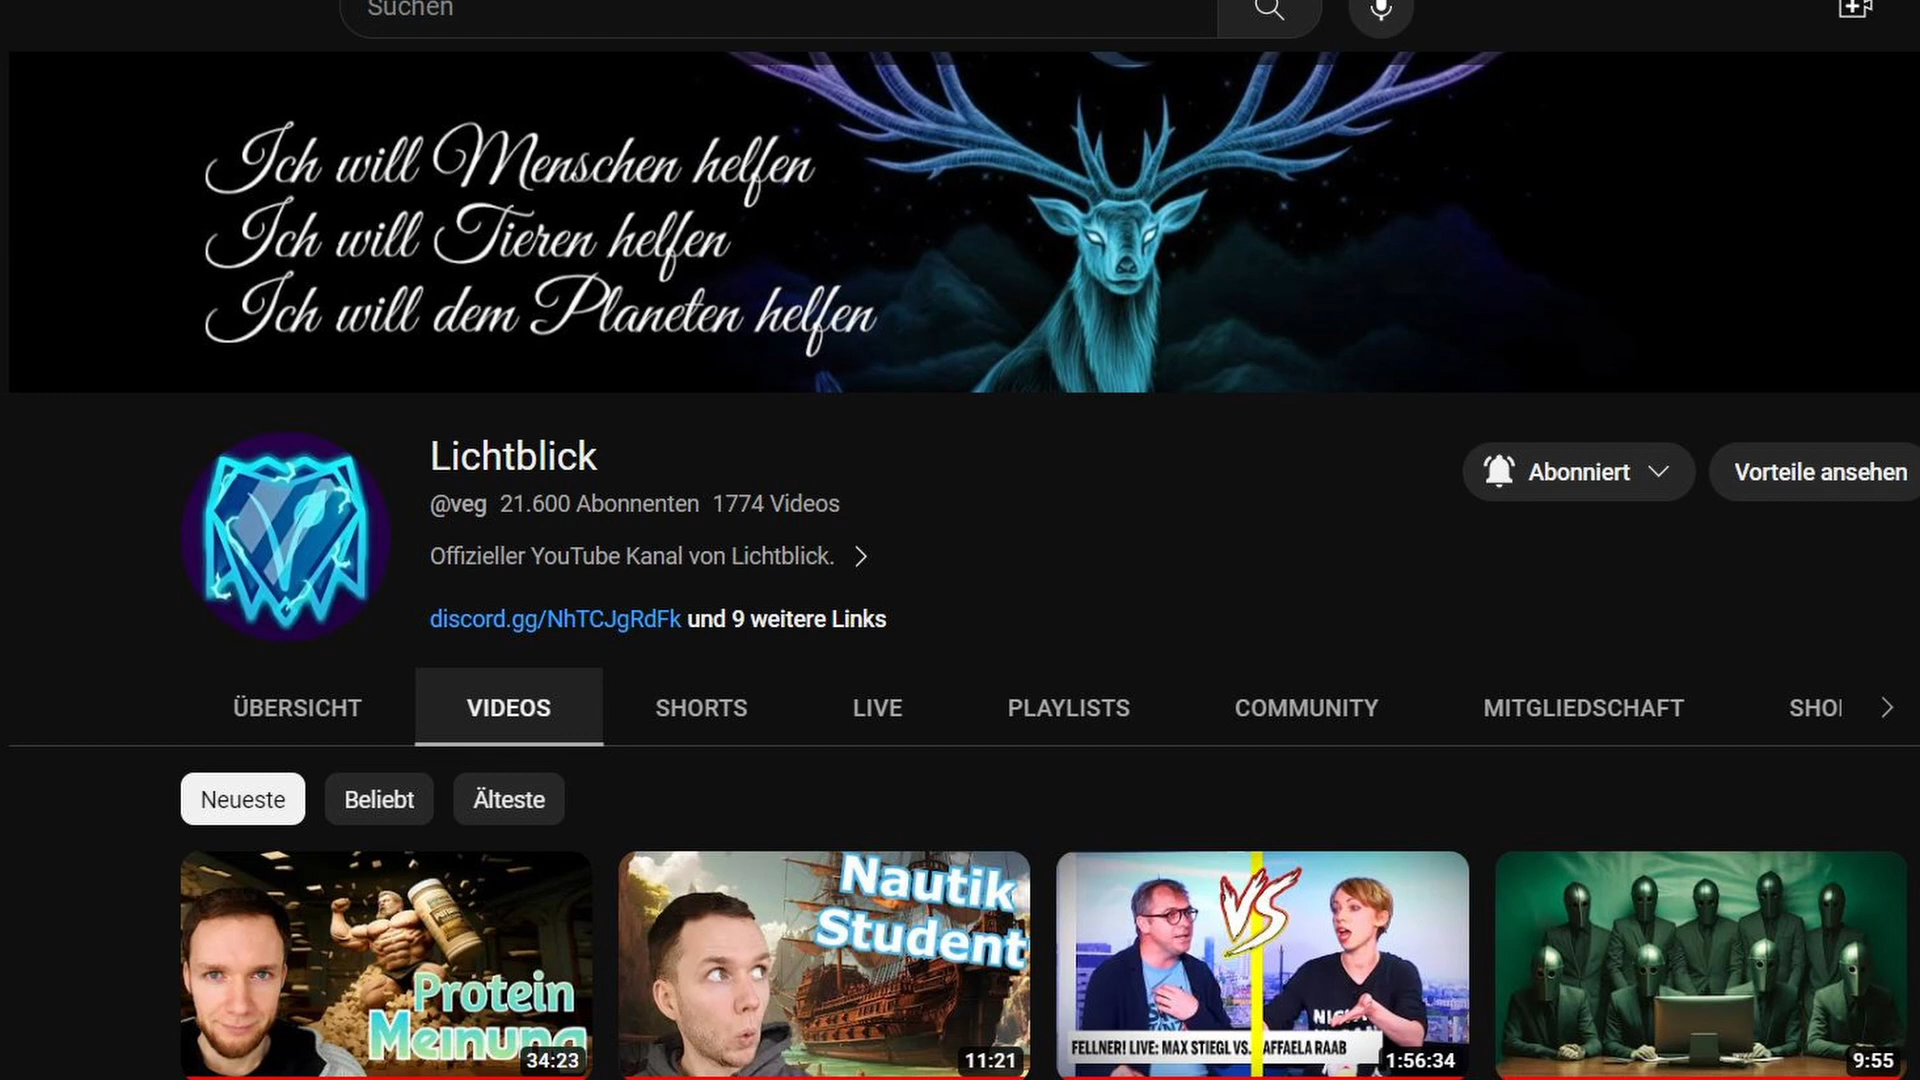 Suchen
Ich will Menschen helfen
Ich will Tieren helfen
Ich will dem Planeten helfen
Lichtblick
@veg 21.600 Abonnenten 1774 Videos
Offizieller YouTube Kanal von Lichtblick.
discord.gg/NhTCJgRdFk und 9 weitere Links
Abonniert
Vorteile ansehen
ÜBERSICHT VIDEOS SHORTS LIVE PLAYLISTS COMMUNITY MITGLIEDSCHAFT
Neueste Beliebt Älteste
Protein
Meinung
34:23
Nautik
Student
11:21
VS
FELLNER! LIVE: MAX STIEGL VS.
RAAB
1:56:34
9:55